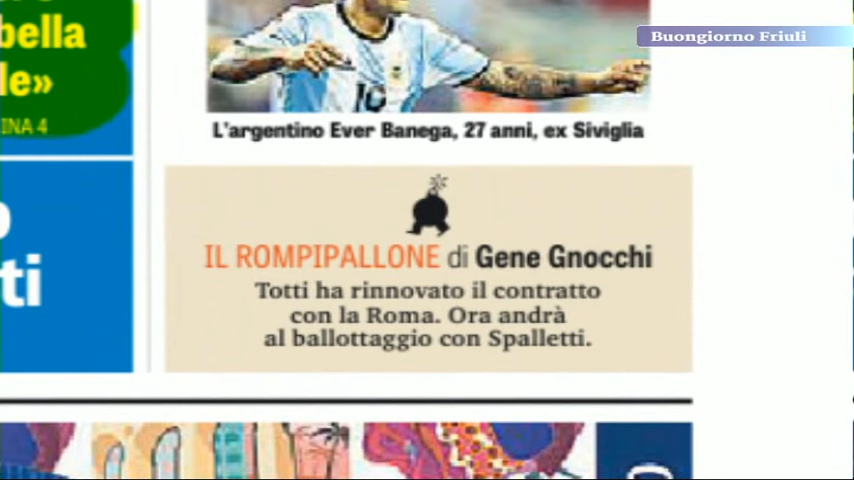 Buongiorno Friuli
bella
le»
INA 4
L'argentino Ever Banega, 27 anni, ex Siviglia
ti
IL ROMPIPALLONE di Gene Gnocchi
Totti ha rinnovato il contratto
con la Roma. Ora andrà
al ballottaggio con Spalletti.